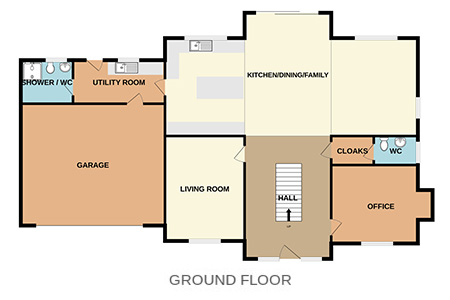 KITCHEN/DINING/FAMILY
SHOWER / WC
UTILITY ROOM
CLOAKS
WC
GARAGE
LIVING ROOM
HALL
OFFICE
UP
GROUND FLOOR